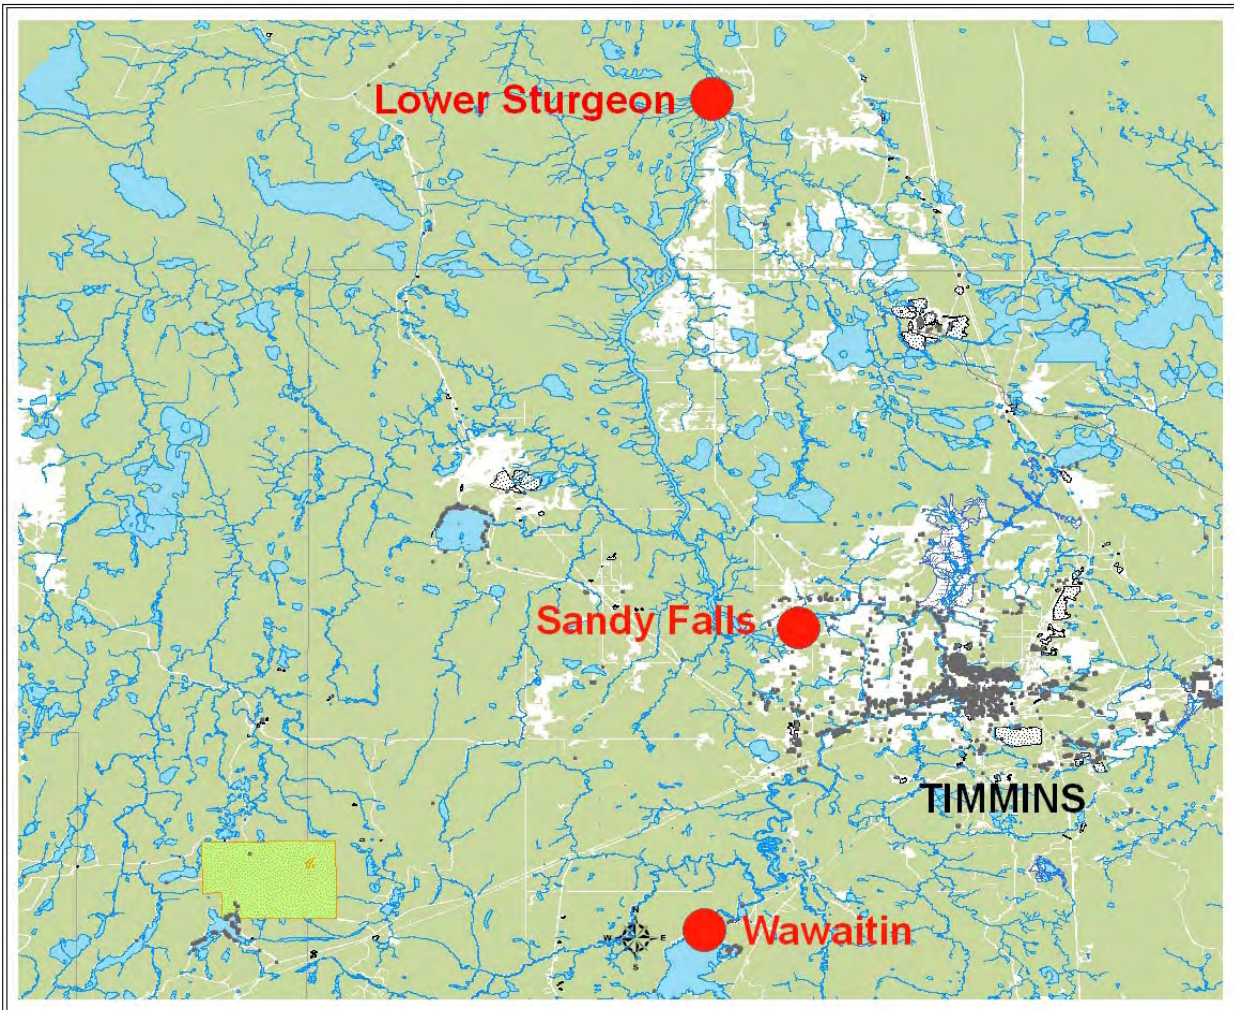 Lower Sturgeon
Sandy Falls
TIMMINS
Wawaitin
N
W E
S